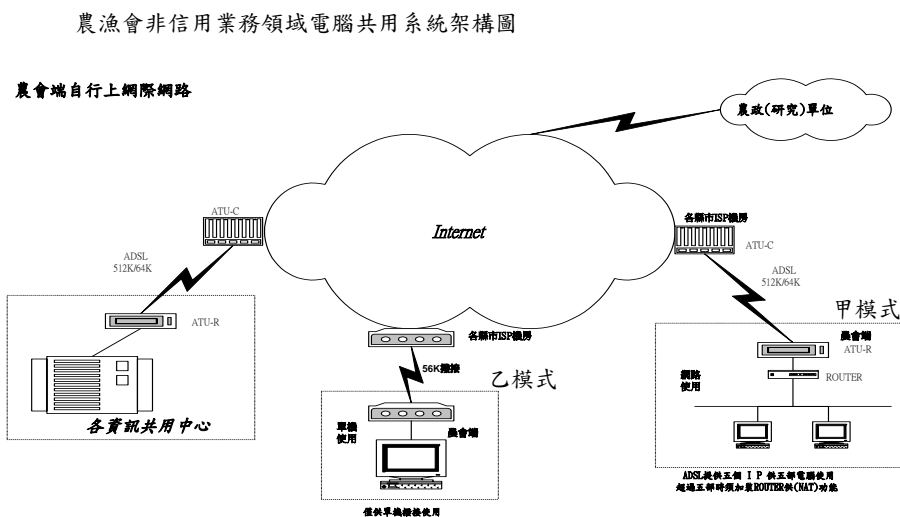 農漁會非信用業務領域電腦共用系統架構圖
農會端自行上網際網路
農政(研究)單位
ATU-C
各縣市ISP機房
Internet
ATU-C
ADSL
512K/64K
ADSL
512K/64K
甲模式
ATU-R
各縣市ISP機房
農會端
ATU-R
56K撥接
乙模式
網路
使用
ROUTER
各資訊共用中心
單機
使用
農會端
ADSL提供五個 I P 供五部電腦使用
超過五部時須加裝ROUTER供(NAT)功能
僅供單機撥接使用